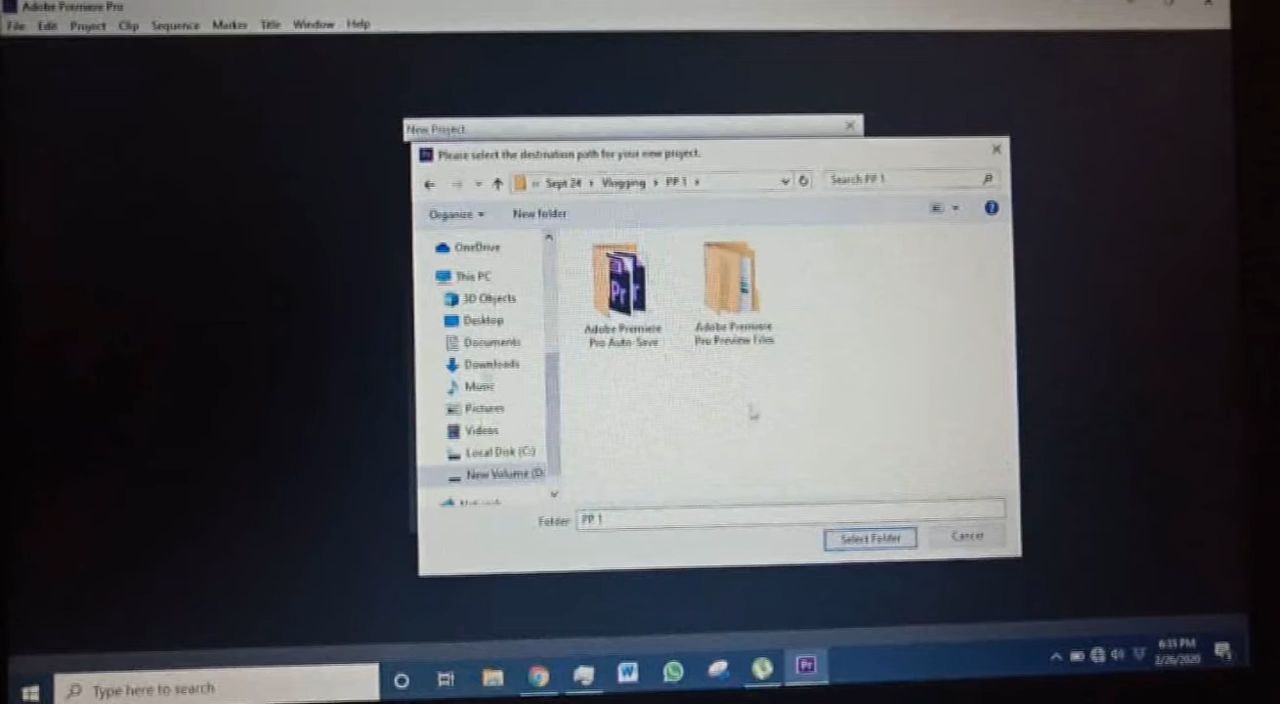 Adobe Premiere Pro
File Edit Project Clip Sequence Marker Title Window Help
New Project
Please select the destination path for your new project.
Sept 24 Vlogging PP 1
Search PP 1
Organize New folder
OneDrive
This PC
3D Objects
Desktop
Documents
Downloads
Music
Pictures
Videos
Local Disk (C:)
New Volume (D
Adobe Premiere
Pro Auto-Save
Adobe Premiere
Pro Preview Files
Folder PP 1
Select Folder Cancel
Type here to search
6:35 PM
2/26/2020